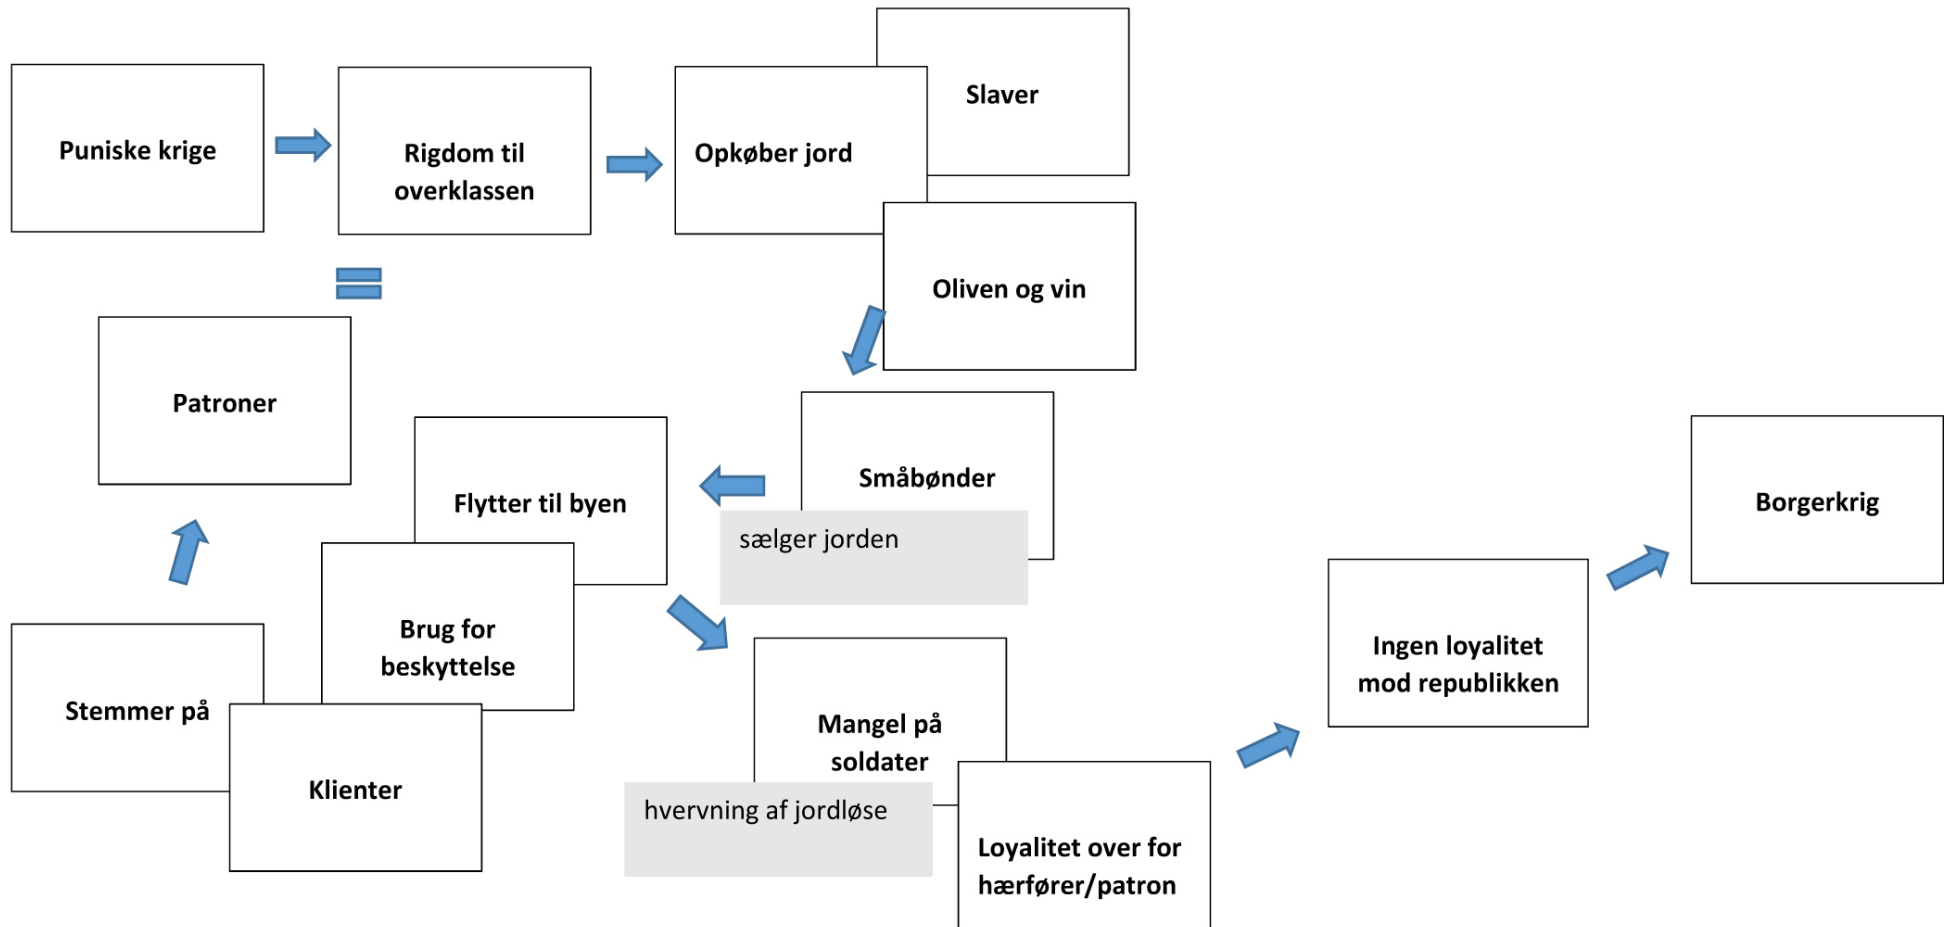 Puniske krige
Rigdom til
overklassen
Opkøber jord
Slaver
Oliven og vin
Småbønder
sælger jorden
Flytter til byen
Brug for
beskyttelse
Klienter
Stemmer på
Patroner
Mangel på
soldater
hvervning af jordløse
Loyalitet over for
hærfører/patron
Ingen loyalitet
mod republikken
Borgerkrig